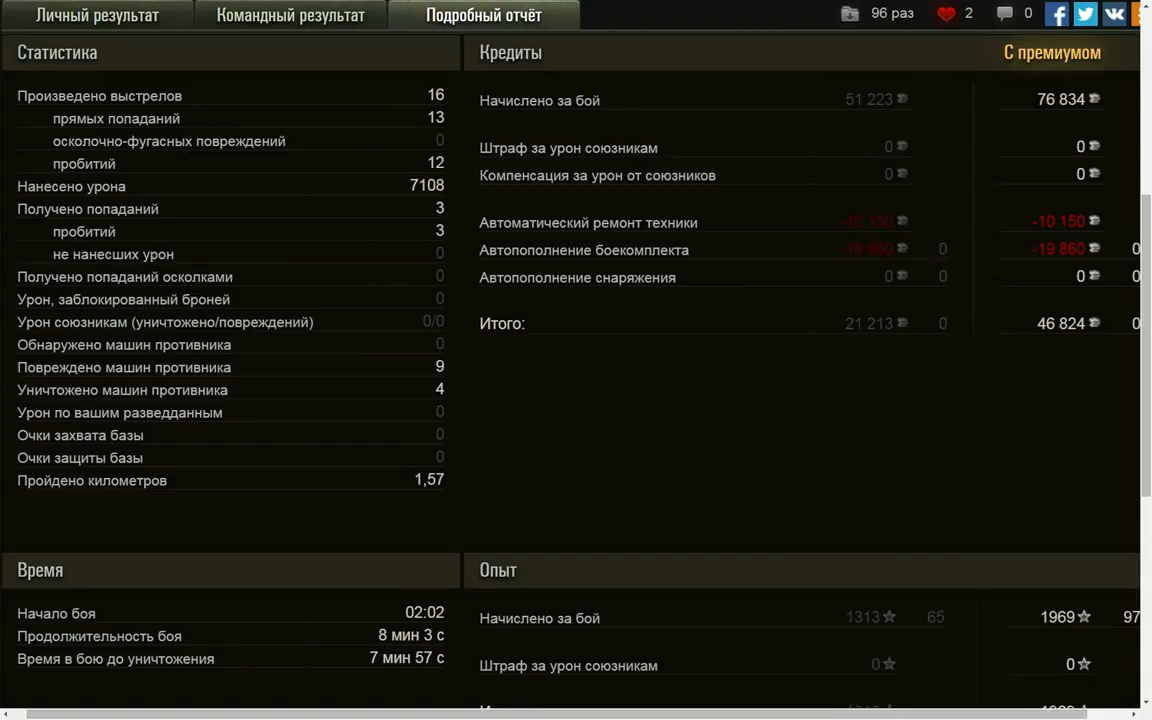 Личный результат
Командный результат
Подробный отчёт
96 раз
2
0
Статистика
Кредиты
С премиумом
Произведено выстрелов 16
прямых попаданий 13
осколочно-фугасных повреждений 0
пробитий 12
Нанесено урона 7108
Получено попаданий 3
пробитий 3
не нанесших урон 0
Получено попаданий осколками 0
Урон, заблокированный броней 0
Урон союзникам (уничтожено/повреждений) 0/0
Обнаружено машин противника 0
Повреждено машин противника 9
Уничтожено машин противника 4
Урон по вашим разведданным 0
Очки захвата базы 0
Очки защиты базы 0
Пройдено километров 1,57
Начислено за бой 51 223 76 834
Штраф за урон союзникам 0 0
Компенсация за урон от союзников 0 0
Автоматический ремонт техники -10 150 -10 150
Автопополнение боекомплекта -19 860 0 -19 860 0
Автопополнение снаряжения 0 0 0 0
Итого: 21 213 0 46 824 0
Время
Опыт
Начало боя 02:02
Продолжительность боя 8 мин 3 с
Время в бою до уничтожения 7 мин 57 с
Начислено за бой 1313 65 1969 97
Штраф за урон союзникам 0 0